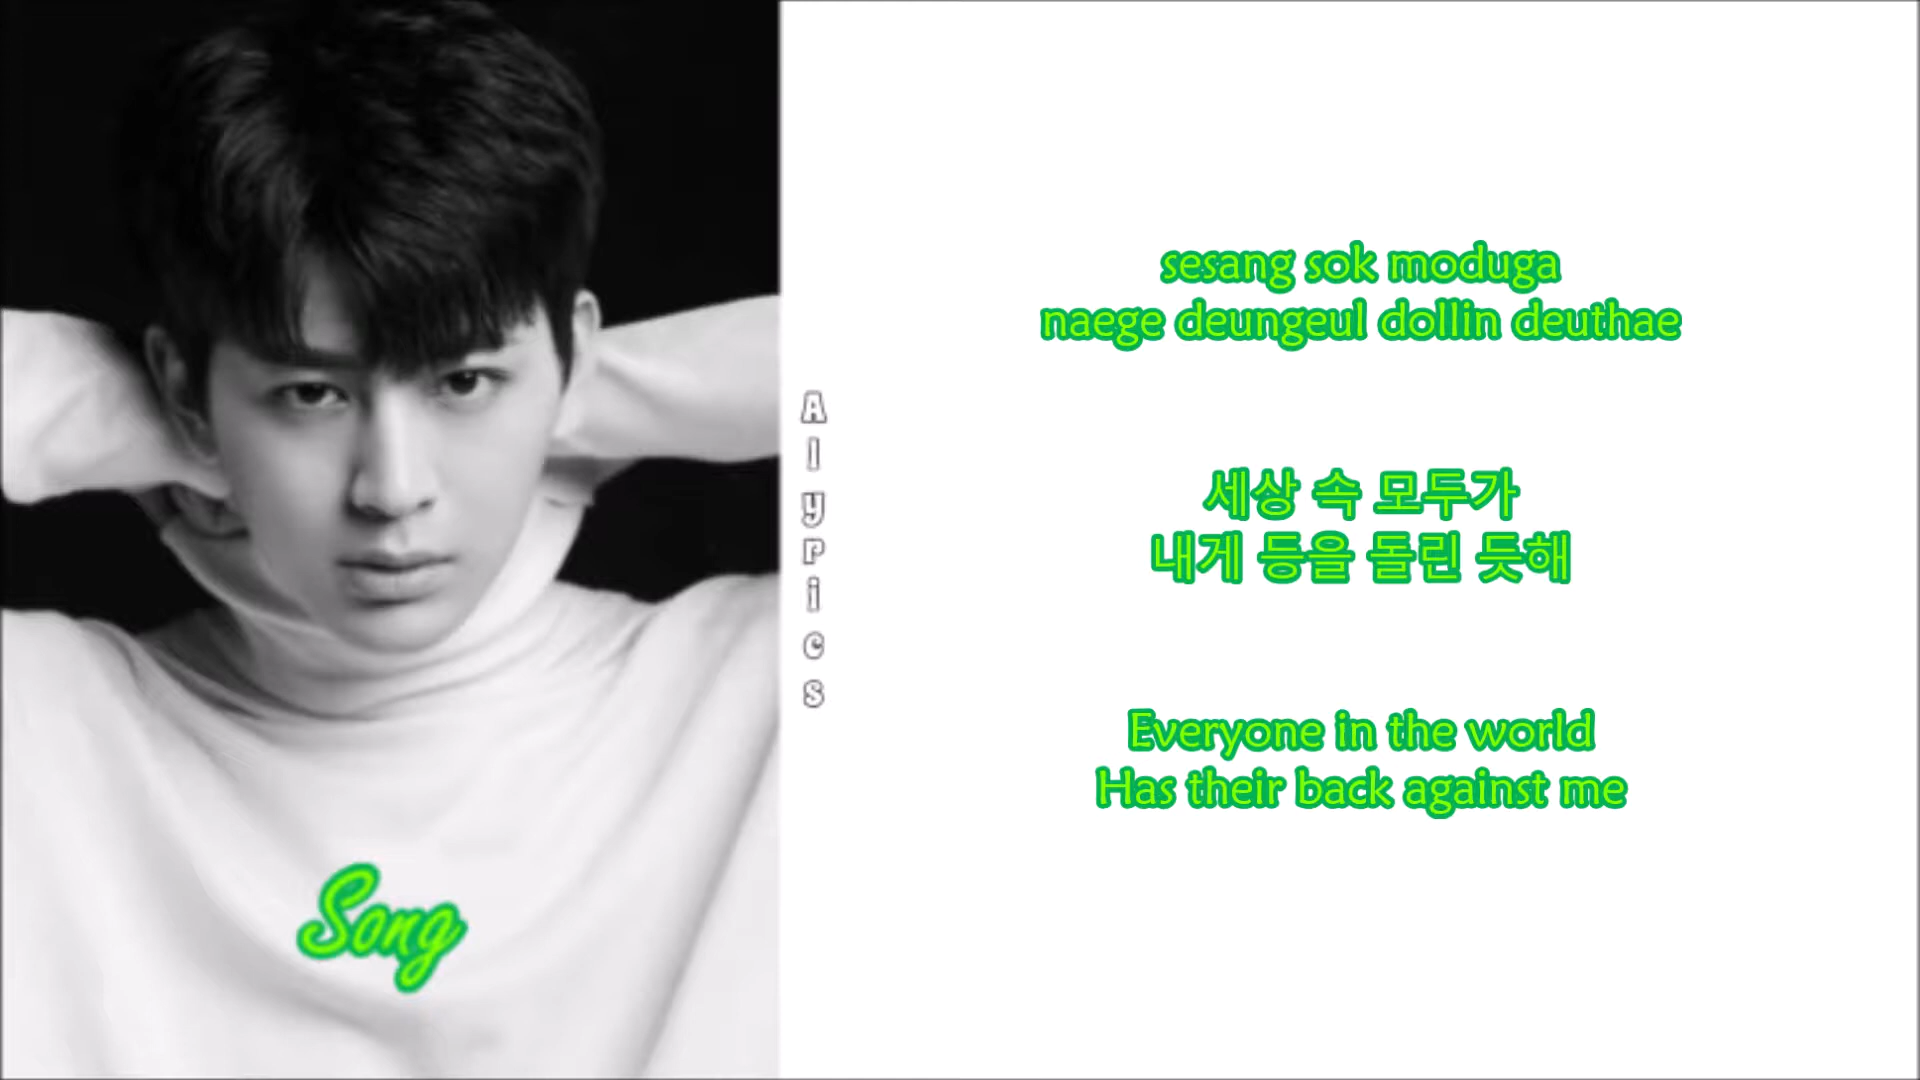 Song
Alyrics
sesang sok moduga
naege deungeul dollin deuthae
세상 속 모두가
내게 등을 돌린 듯해
Everyone in the world
Has their back against me